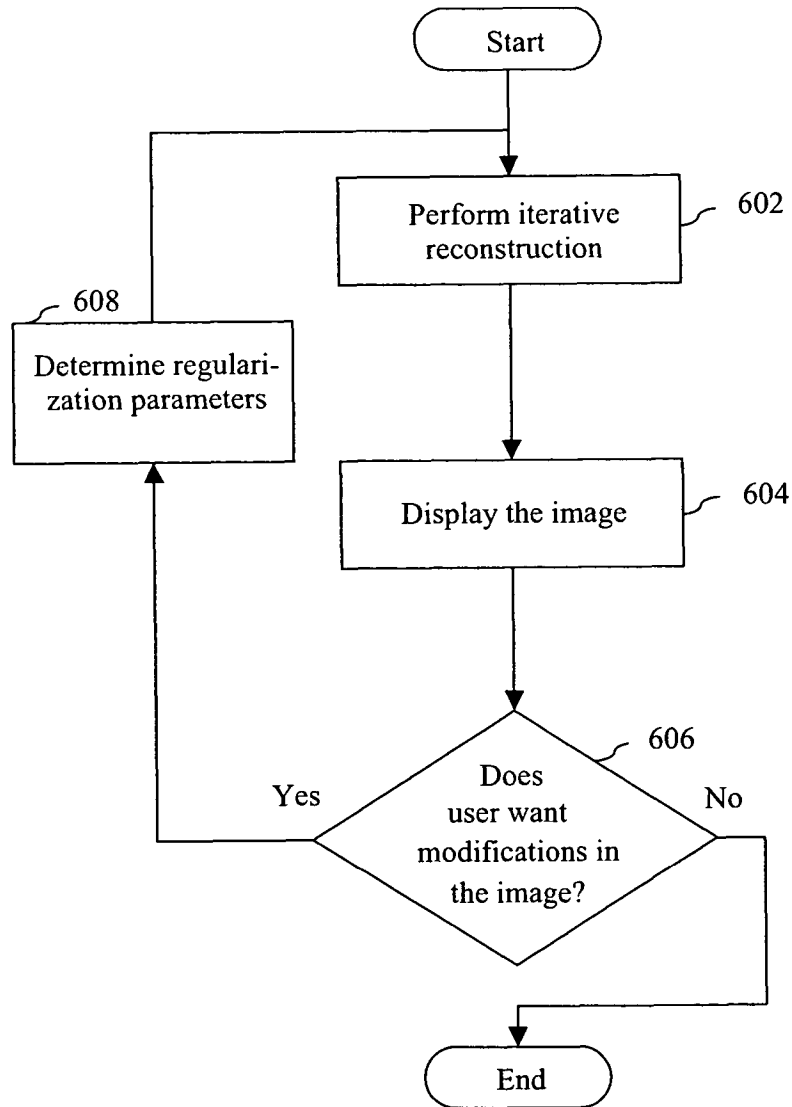 Start
Perform iterative
reconstruction
602
608
Determine regulari-
zation parameters
Display the image
604
606
Does
user want
modifications in
the image?
Yes
No
End